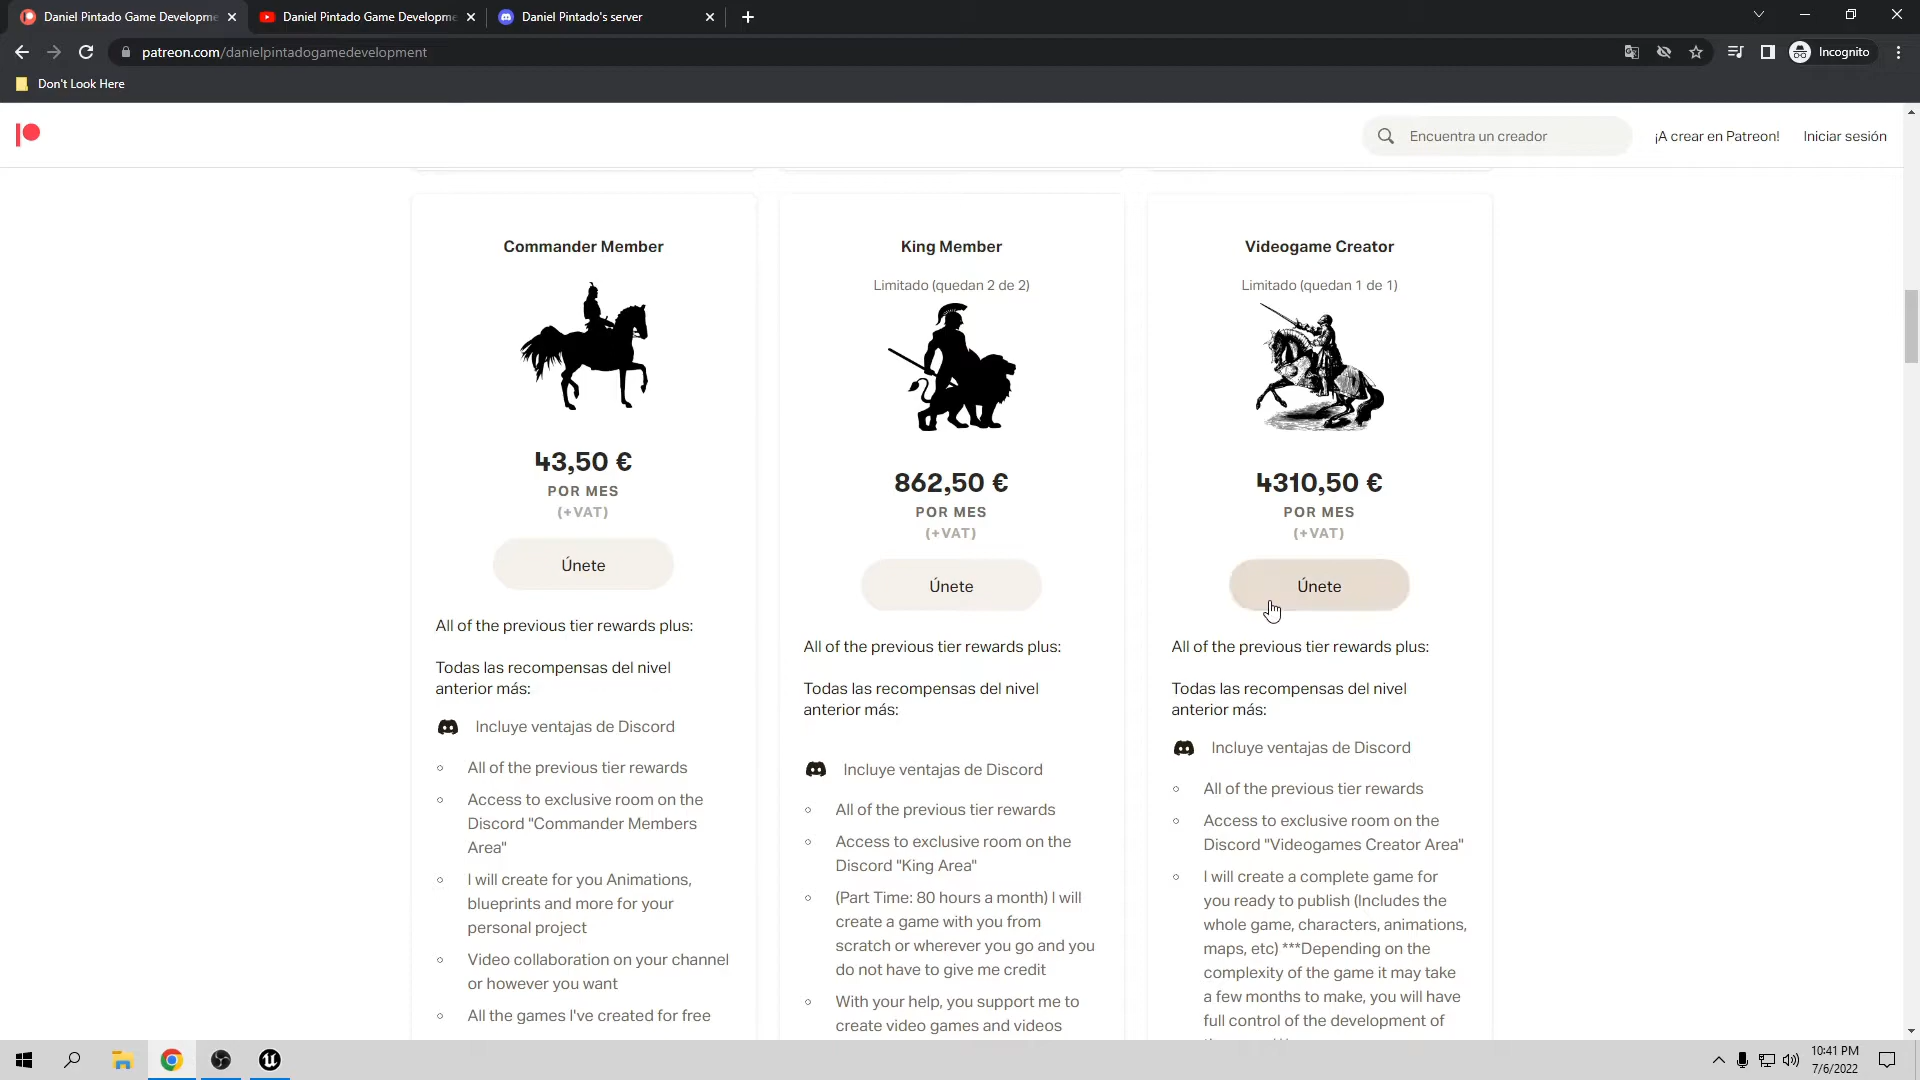 Daniel Pintado Game Developme
Daniel Pintado Game Developme
Daniel Pintado's server
patreon.com/danielpintadogamedevelopment
Incognito
Don't Look Here
Encuentra un creador
¡A crear en Patreon!
Iniciar sesión
Commander Member
43,50 €
POR MES
(+VAT)
Únete
All of the previous tier rewards plus:
Todas las recompensas del nivel
anterior más:
Incluye ventajas de Discord
All of the previous tier rewards
Access to exclusive room on the
Discord "Commander Members
Area"
I will create for you Animations,
blueprints and more for your
personal project
Video collaboration on your channel
or however you want
All the games I've created for free
King Member
Limitado (quedan 2 de 2)
862,50 €
POR MES
(+VAT)
Únete
All of the previous tier rewards plus:
Todas las recompensas del nivel
anterior más:
Incluye ventajas de Discord
All of the previous tier rewards
Access to exclusive room on the
Discord "King Area"
(Part Time: 80 hours a month) I will
create a game with you from
scratch or wherever you go and you
do not have to give me credit
With your help, you support me to
create video games and videos
Videogame Creator
Limitado (quedan 1 de 1)
4310,50 €
POR MES
(+VAT)
Únete
All of the previous tier rewards plus:
Todas las recompensas del nivel
anterior más:
Incluye ventajas de Discord
All of the previous tier rewards
Access to exclusive room on the
Discord "Videogames Creator Area"
I will create a complete game for
you ready to publish (Includes the
whole game, characters, animations,
maps, etc) ***Depending on the
complexity of the game it may take
a few months to make, you will have
full control of the development of
10:41 PM
7/6/2022